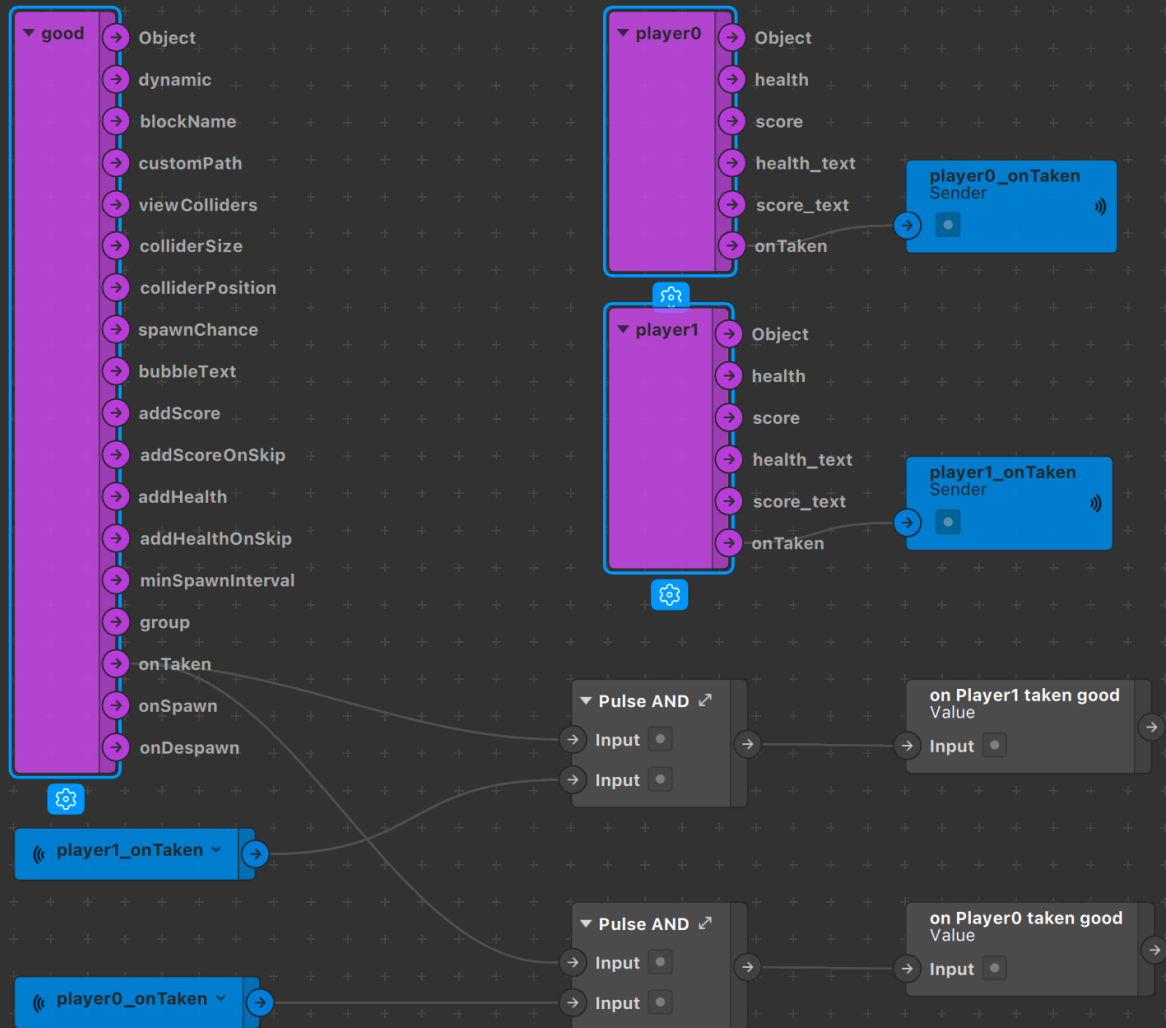 good
Object
dynamic
blockName
customPath
viewColliders
colliderSize
colliderPosition
spawnChance
bubbleText
addScore
addScoreOnSkip
addHealth
addHealthOnSkip
minSpawnInterval
group
onTaken
onSpawn
onDespawn
player0
Object
health
score
health_text
score_text
onTaken
player0_onTaken
Sender
player1
Object
health
score
health_text
score_text
onTaken
player1_onTaken
Sender
player1_onTaken
player0_onTaken
Pulse AND
Input
Input
on Player1 taken good
Value
Input
Pulse AND
Input
Input
on Player0 taken good
Value
Input